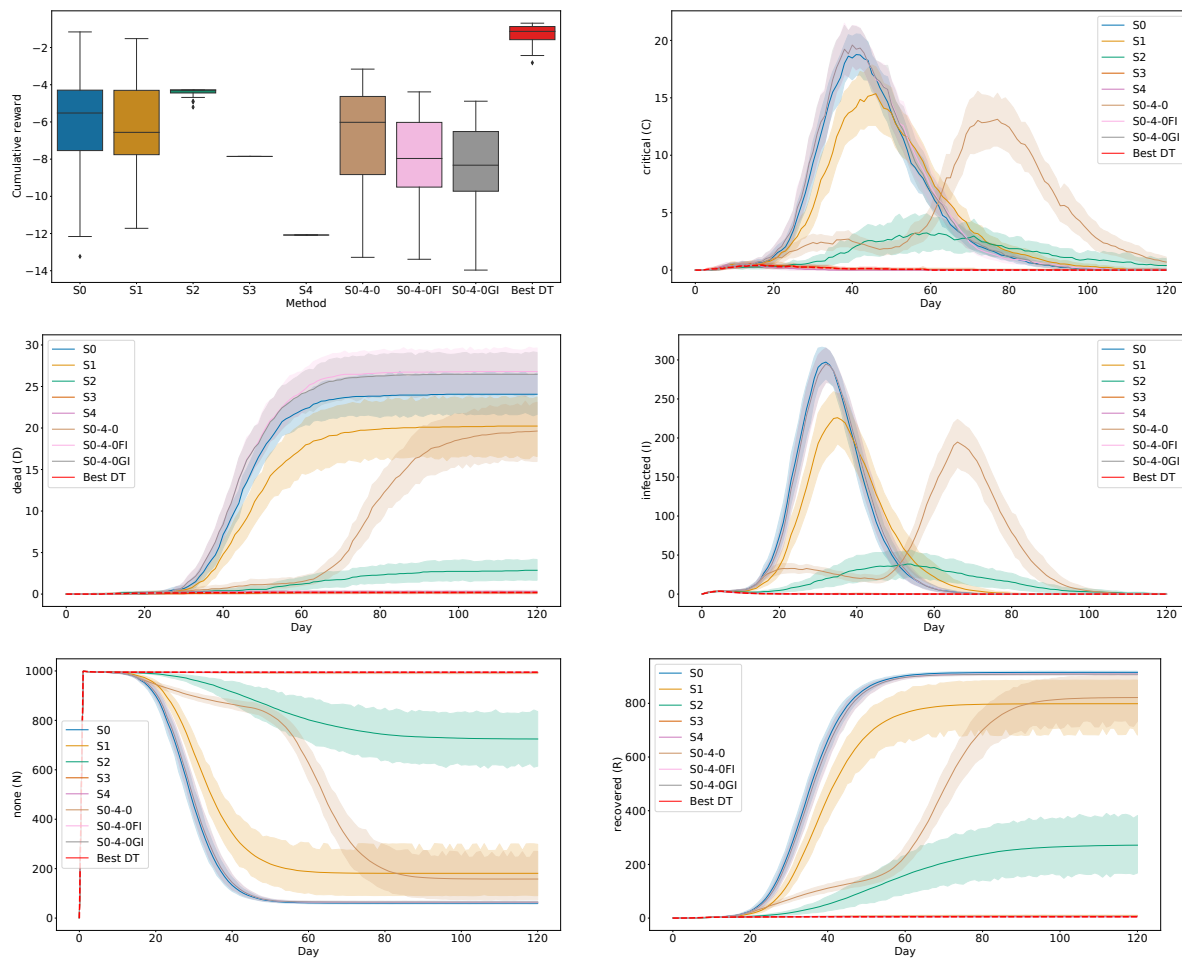 Cumulative reward
−2
−4
−6
−8
−10
−12
−14
S0 S1 S2 S3 S4 S0-4-0 S0-4-0FI S0-4-0GI Best DT
Method
critical (C)
20
15
10
5
0
0 20 40 60 80 100 120
Day
S0
S1
S2
S3
S4
S0-4-0
S0-4-0FI
S0-4-0GI
Best DT
dead (D)
30
25
20
15
10
5
0
0 20 40 60 80 100 120
Day
S0
S1
S2
S3
S4
S0-4-0
S0-4-0FI
S0-4-0GI
Best DT
infected (I)
300
250
200
150
100
50
0
0 20 40 60 80 100 120
Day
S0
S1
S2
S3
S4
S0-4-0
S0-4-0FI
S0-4-0GI
Best DT
none (N)
1000
800
600
400
200
0
0 20 40 60 80 100 120
Day
S0
S1
S2
S3
S4
S0-4-0
S0-4-0FI
S0-4-0GI
Best DT
recovered (R)
800
600
400
200
0
0 20 40 60 80 100 120
Day
S0
S1
S2
S3
S4
S0-4-0
S0-4-0FI
S0-4-0GI
Best DT